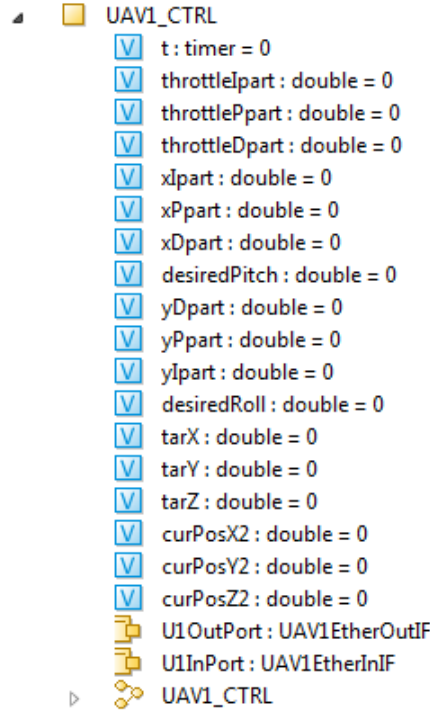 UAV1_CTRL
V t : timer = 0
V throttleIpart : double = 0
V throttlePpart : double = 0
V throttleDpart : double = 0
V xIpart : double = 0
V xPpart : double = 0
V xDpart : double = 0
V desiredPitch : double = 0
V yDpart : double = 0
V yPpart : double = 0
V yIpart : double = 0
V desiredRoll : double = 0
V tarX : double = 0
V tarY : double = 0
V tarZ : double = 0
V curPosX2 : double = 0
V curPosY2 : double = 0
V curPosZ2 : double = 0
U1OutPort : UAV1EtherOutIF
U1InPort : UAV1EtherInIF
UAV1_CTRL